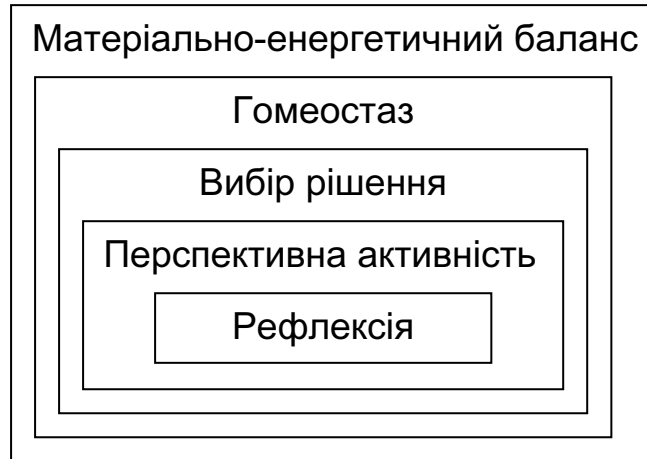 Матеріально-енергетичний баланс
Гомеостаз
Вибір рішення
Перспективна активність
Рефлексія